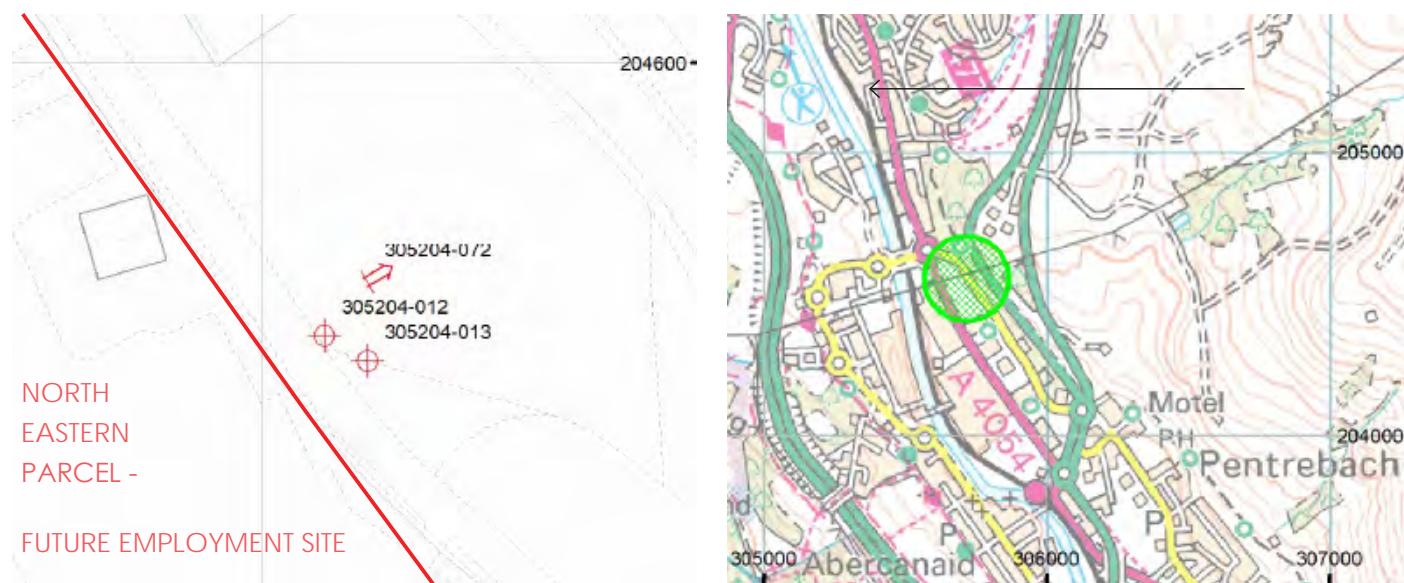 204600
305204-072
305204-012
305204-013
NORTH
EASTERN
PARCEL -
FUTURE EMPLOYMENT SITE
205000
A 4054
Motel
PH
204000
Pentrebach
P
P
305000
Abercanaid
306000
307000